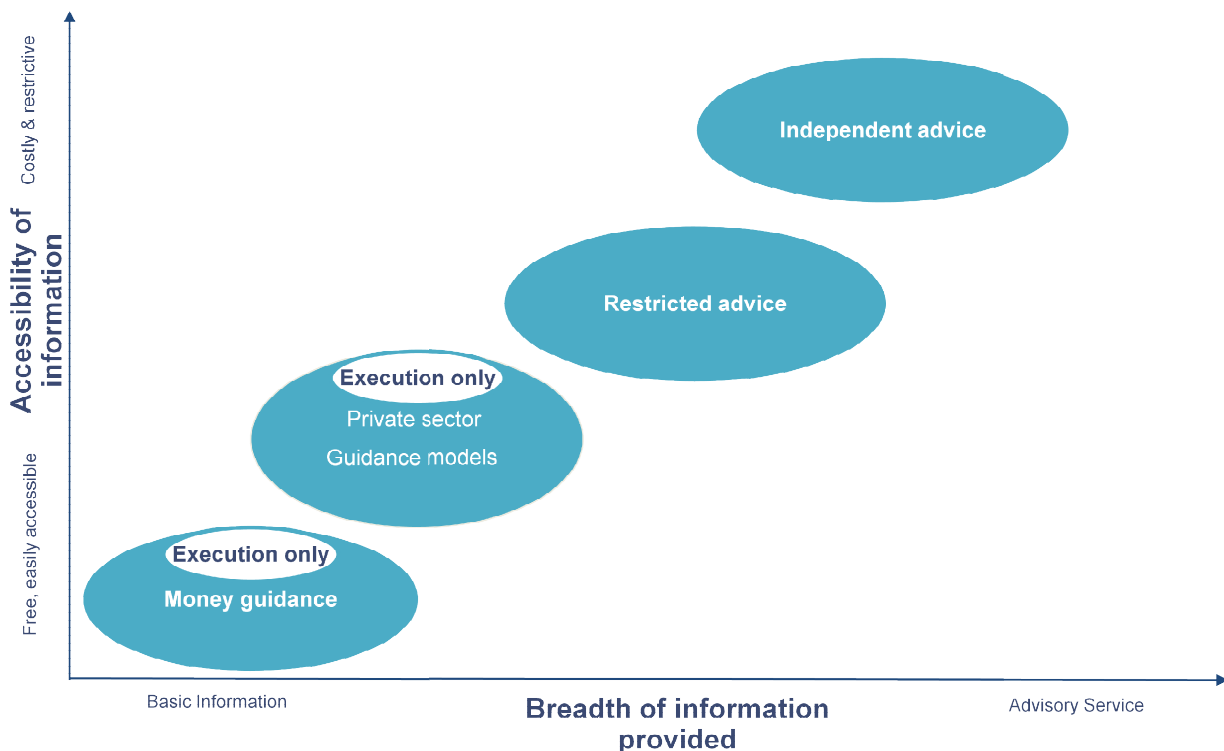 Costly & restrictive
Accessibility of
information
Free, easily accessible
Independent advice
Restricted advice
Execution only
Private sector
Guidance models
Execution only
Money guidance
Basic Information
Breadth of information
provided
Advisory Service